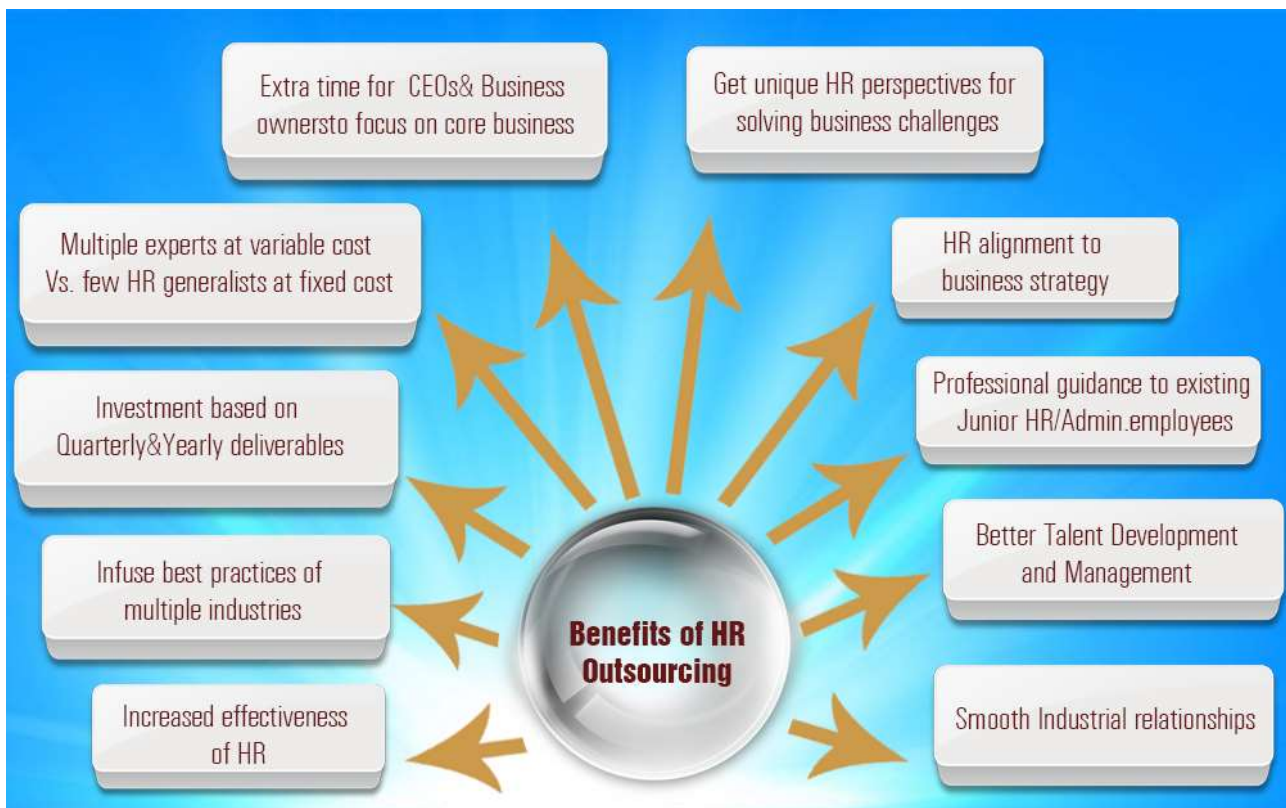 Extra time for CEOs& Business
ownersto focus on core business
Get unique HR perspectives for
solving business challenges
Multiple experts at variable cost
Vs. few HR generalists at fixed cost
HR alignment to
business strategy
Investment based on
Quarterly&Yearly deliverables
Professional guidance to existing
Junior HR/Admin.employees
Infuse best practices of
multiple industries
Better Talent Development
and Management
Benefits of HR
Outsourcing
Increased effectiveness
of HR
Smooth Industrial relationships